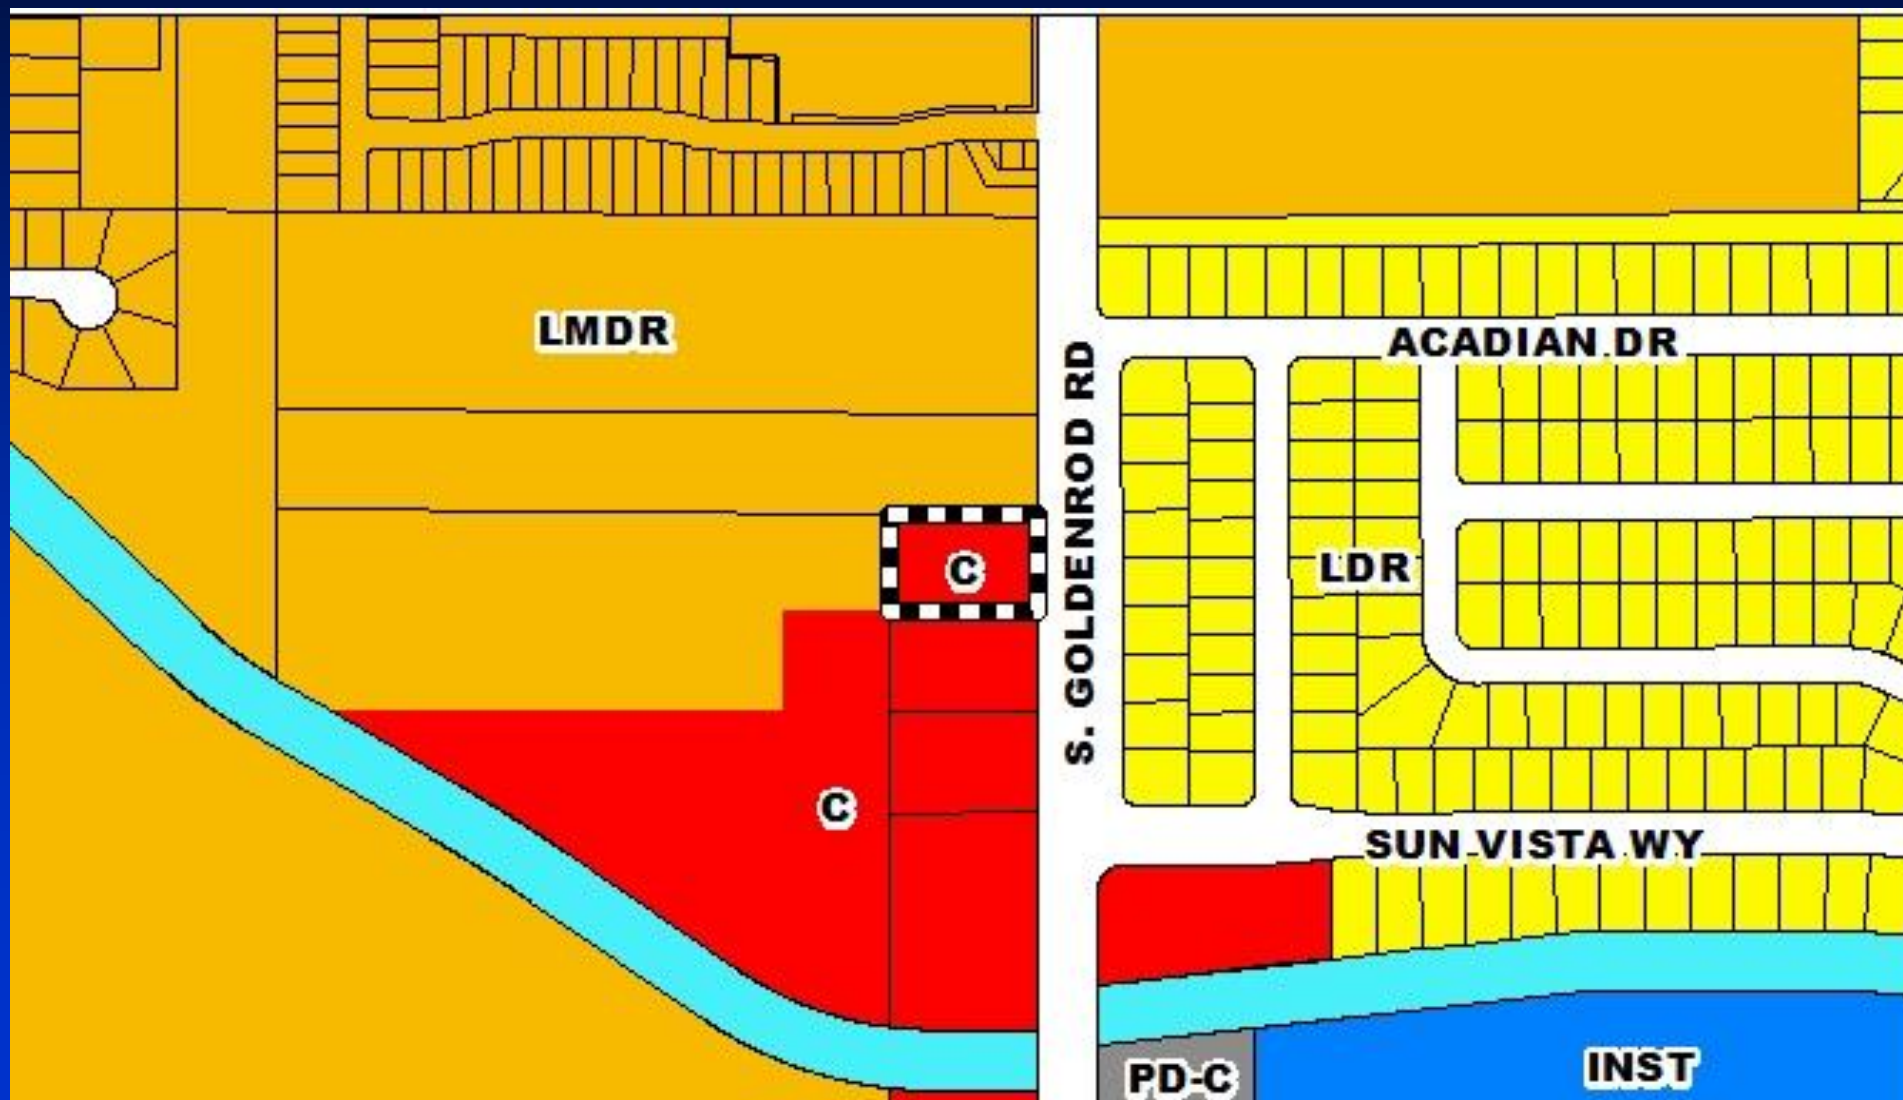 LMDR
ACADIAN DR
S. GOLDENROD RD
C
LDR
C
SUN VISTA WY
PD-C
INST